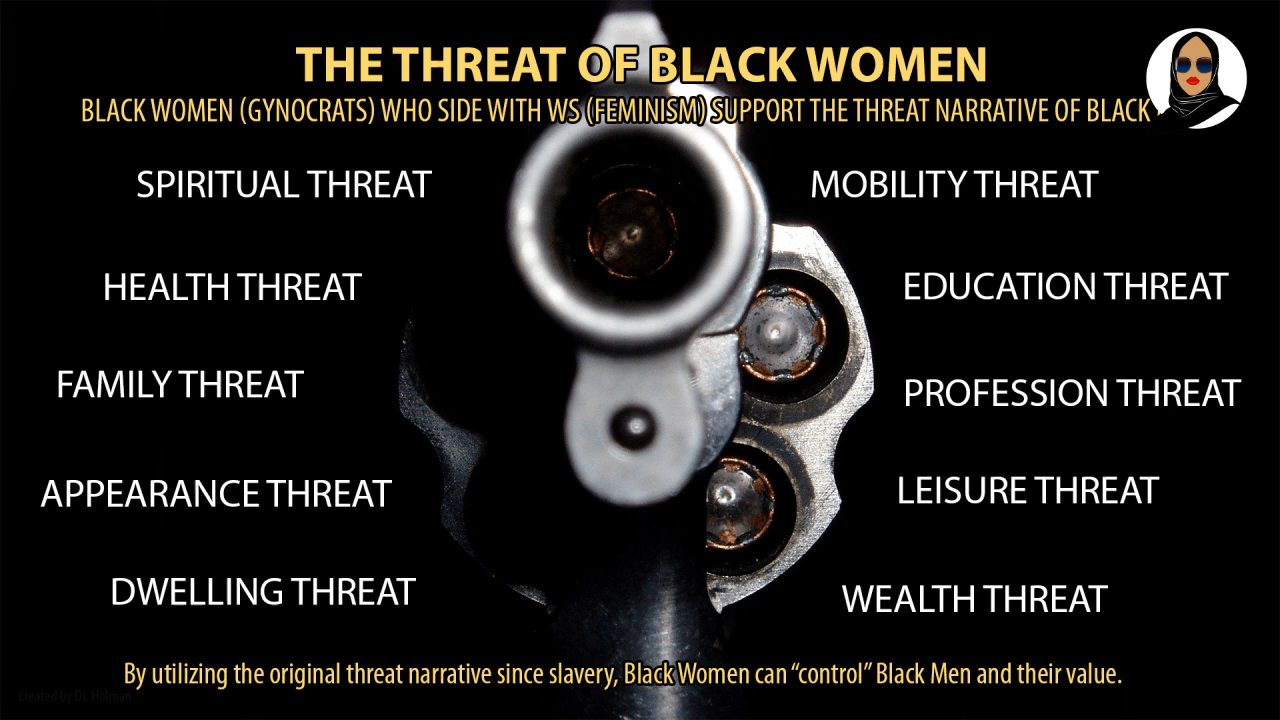 THE THREAT OF BLACK WOMEN
BLACK WOMEN (GYNOCRATS) WHO SIDE WITH WS (FEMINISM) SUPPORT THE THREAT NARRATIVE OF BLACK
SPIRITUAL THREAT
MOBILITY THREAT
HEALTH THREAT
EDUCATION THREAT
FAMILY THREAT
PROFESSION THREAT
APPEARANCE THREAT
LEISURE THREAT
DWELLING THREAT
WEALTH THREAT
By utilizing the original threat narrative since slavery, Black Women can “control” Black Men and their value.
Created by Dr. Holman